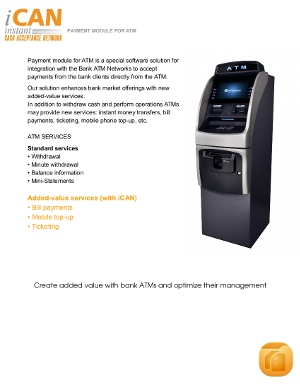 iCAN
instant
CASH ACCEPTANCE NETWORK
PAYMENT MODULE FOR ATM
Payment module for ATM is a special software solution for
integration with the Bank ATM Networks to accept
payments from the bank clients directly from the ATM.
Our solution enhances bank market offerings with new
added-value services.
In addition to withdraw cash and perform operations ATMs
may provide new services: instant money transfers, bill
payments, ticketing, mobile phone top-up, etc.
ATM SERVICES
Standard services
• Withdrawal
• Minute withdrawal
• Balance information
• Mini-Statements
Added-value services (with iCAN)
• Bill payments
• Mobile top-up
• Ticketing
ATM
Create added value with bank ATMs and optimize their management